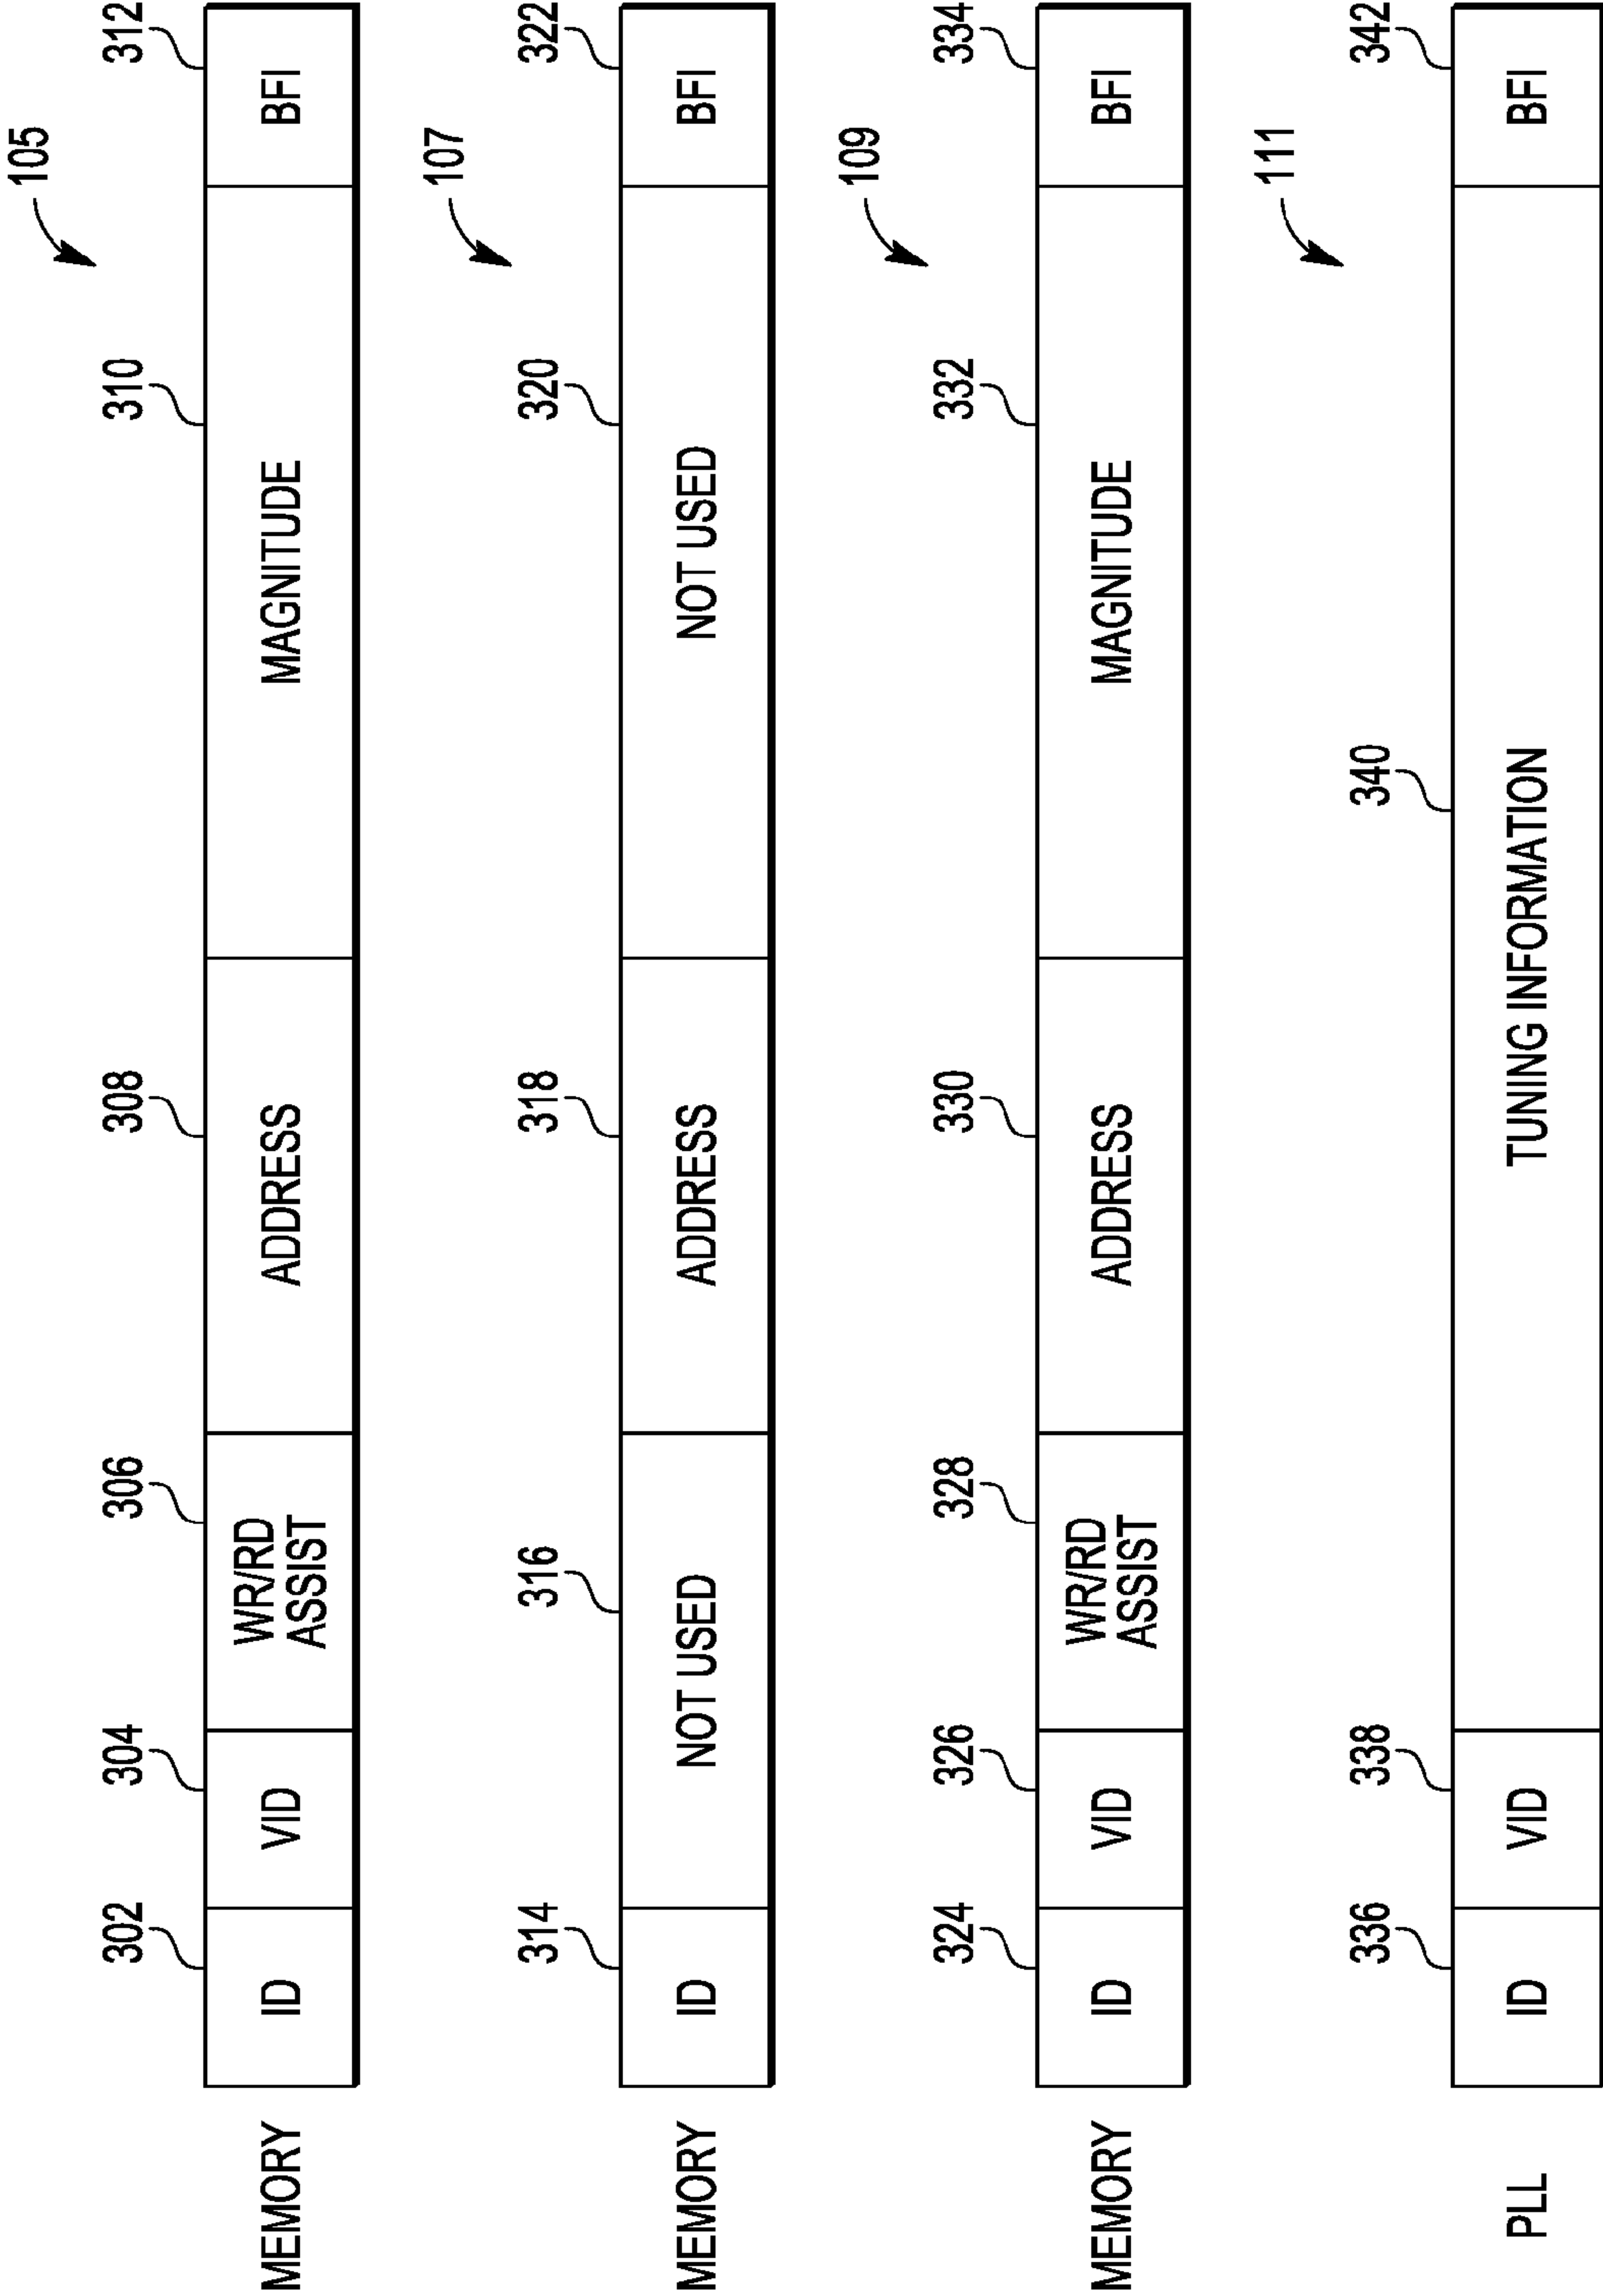 105
302
304
306
308
310
312
MEMORY
ID
VID
WR/RD
ASSIST
ADDRESS
MAGNITUDE
BFI
107
314
316
318
320
322
MEMORY
ID
NOT USED
ADDRESS
NOT USED
BFI
109
324
326
328
330
332
334
MEMORY
ID
VID
WR/RD
ASSIST
ADDRESS
MAGNITUDE
BFI
111
336
338
340
342
PLL
ID
VID
TUNING INFORMATION
BFI